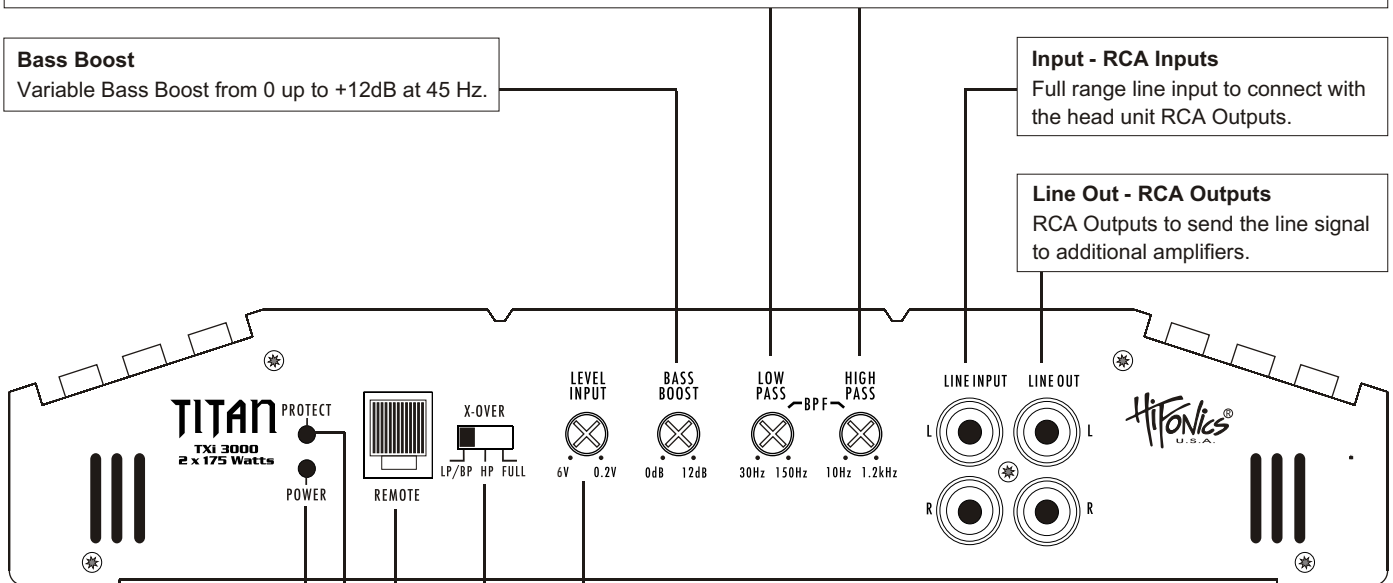 Bass Boost
Variable Bass Boost from 0 up to +12dB at 45 Hz.
Input - RCA Inputs
Full range line input to connect with
the head unit RCA Outputs.
Line Out - RCA Outputs
RCA Outputs to send the line signal
to additional amplifiers.
TITAN
TXi 3000
2 x 175 Watts
PROTECT
POWER
REMOTE
X-OVER
LP/BP HP FULL
LEVEL
INPUT
6V 0.2V
BASS
BOOST
0dB 12dB
LOW
PASS
30Hz 150Hz
BPF
HIGH
PASS
10Hz 1.2kHz
LINE INPUT LINE OUT
L L
R R
HiFonics®
U.S.A.